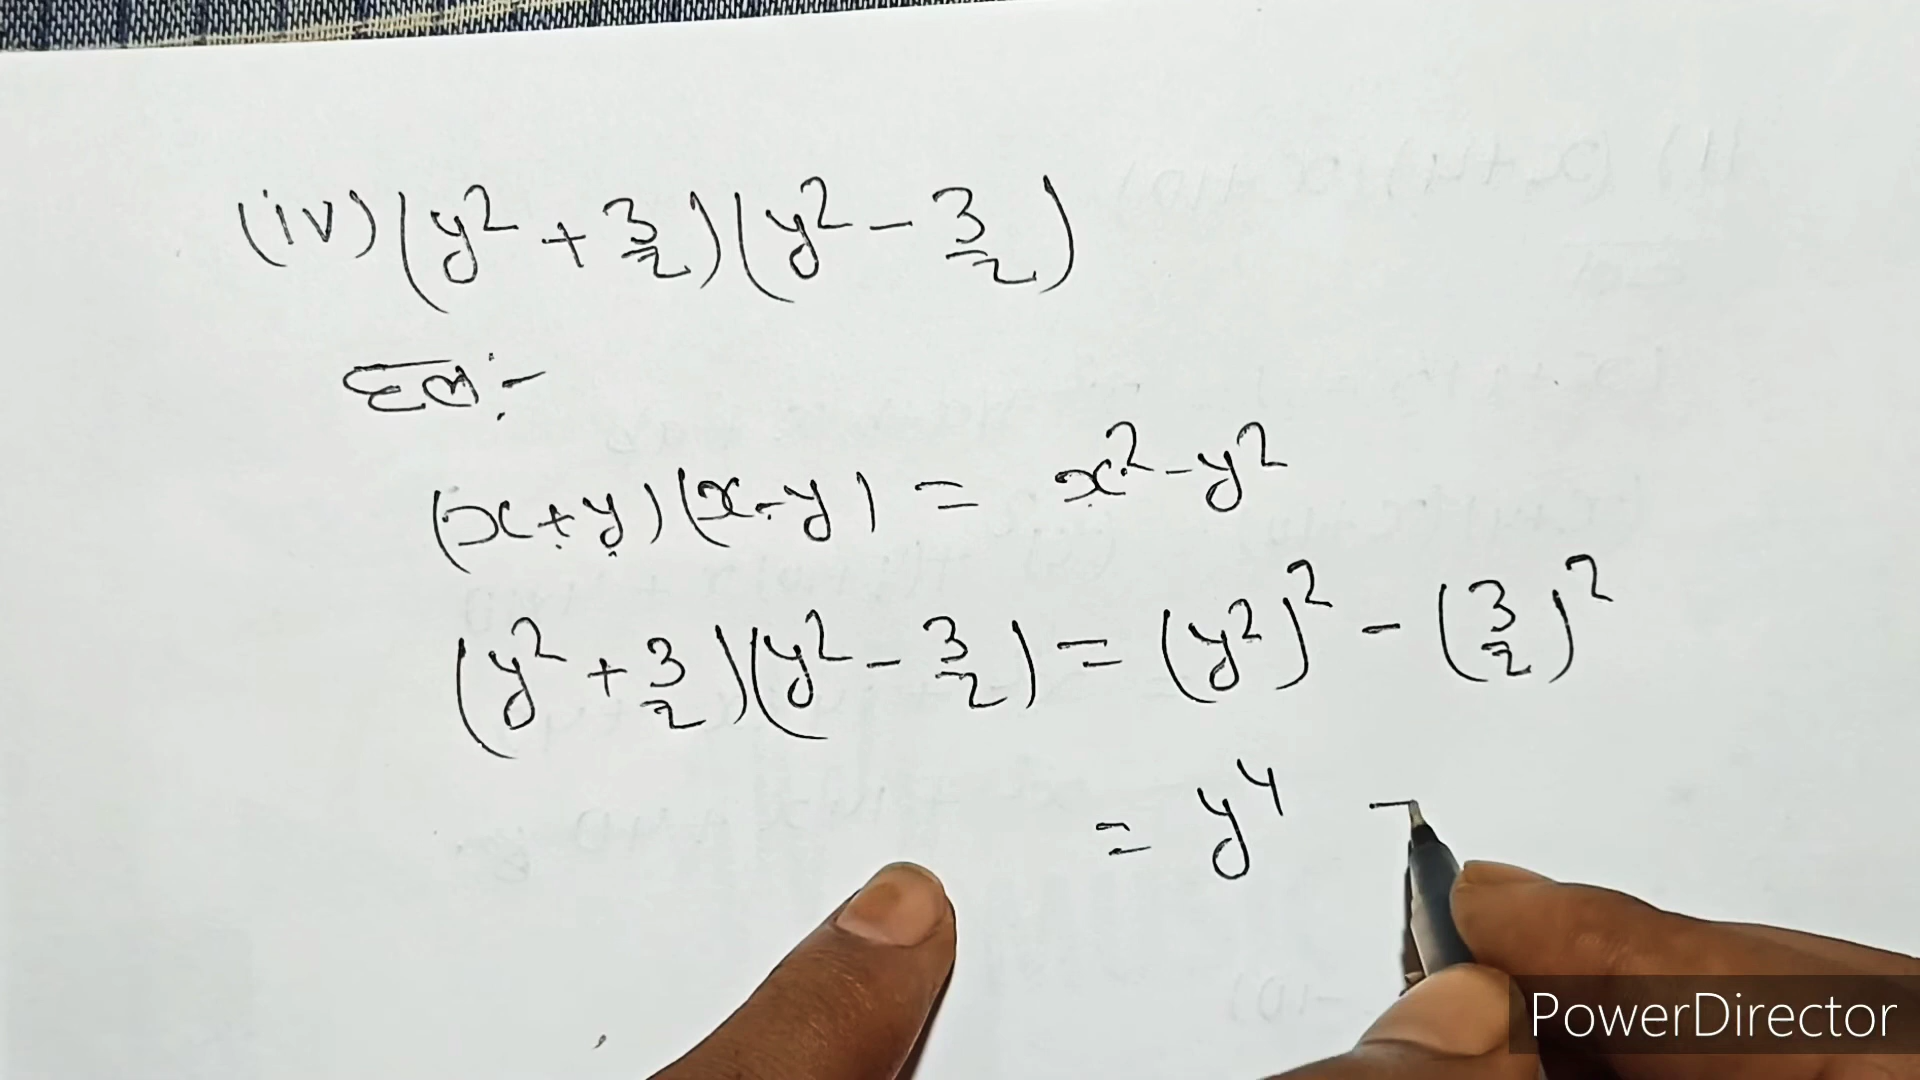 (iv) (y² + 3/2)(y² - 3/2)
हल:-
(x+y)(x-y) = x²-y²
(y² + 3/2)(y² - 3/2) = (y²)² - (3/2)²
= y⁴ -
PowerDirector